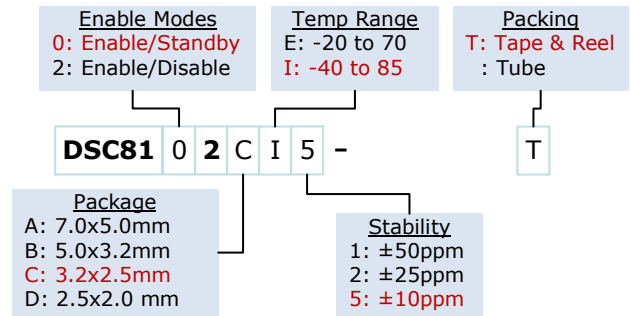 Enable Modes
0: Enable/Standby
2: Enable/Disable
Temp Range
E: -20 to 70
I: -40 to 85
Packing
T: Tape & Reel
: Tube
DSC81 0 2 C I 5 – T
Package
A: 7.0x5.0mm
B: 5.0x3.2mm
C: 3.2x2.5mm
D: 2.5x2.0 mm
Stability
1: ±50ppm
2: ±25ppm
5: ±10ppm